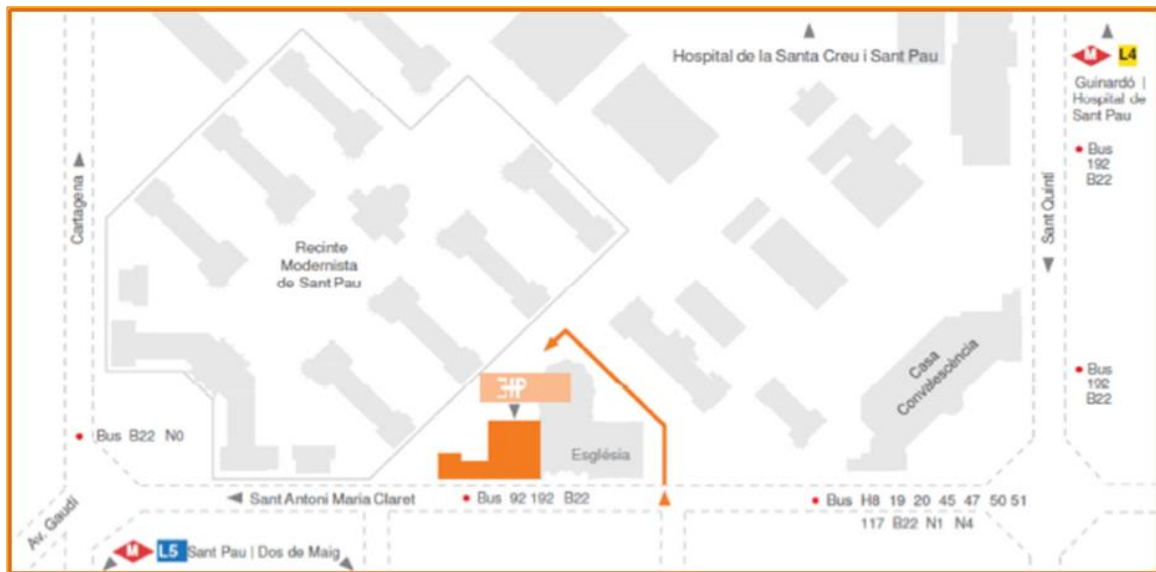 Hospital de la Santa Creu i Sant Pau
M L4
Guinardó |
Hospital de
Sant Pau
Bus
192
B22
Cartagena
Sant Quintí
Recinte
Modernista
de Sant Pau
Casa
Convalescència
Bus
192
B22
Bus B22 N0
Església
Sant Antoni Maria Claret
Bus 92 192 B22
Bus H8 19 20 45 47 50 51
117 B22 N1 N4
Av. Gaudí
M L5 Sant Pau | Dos de Maig